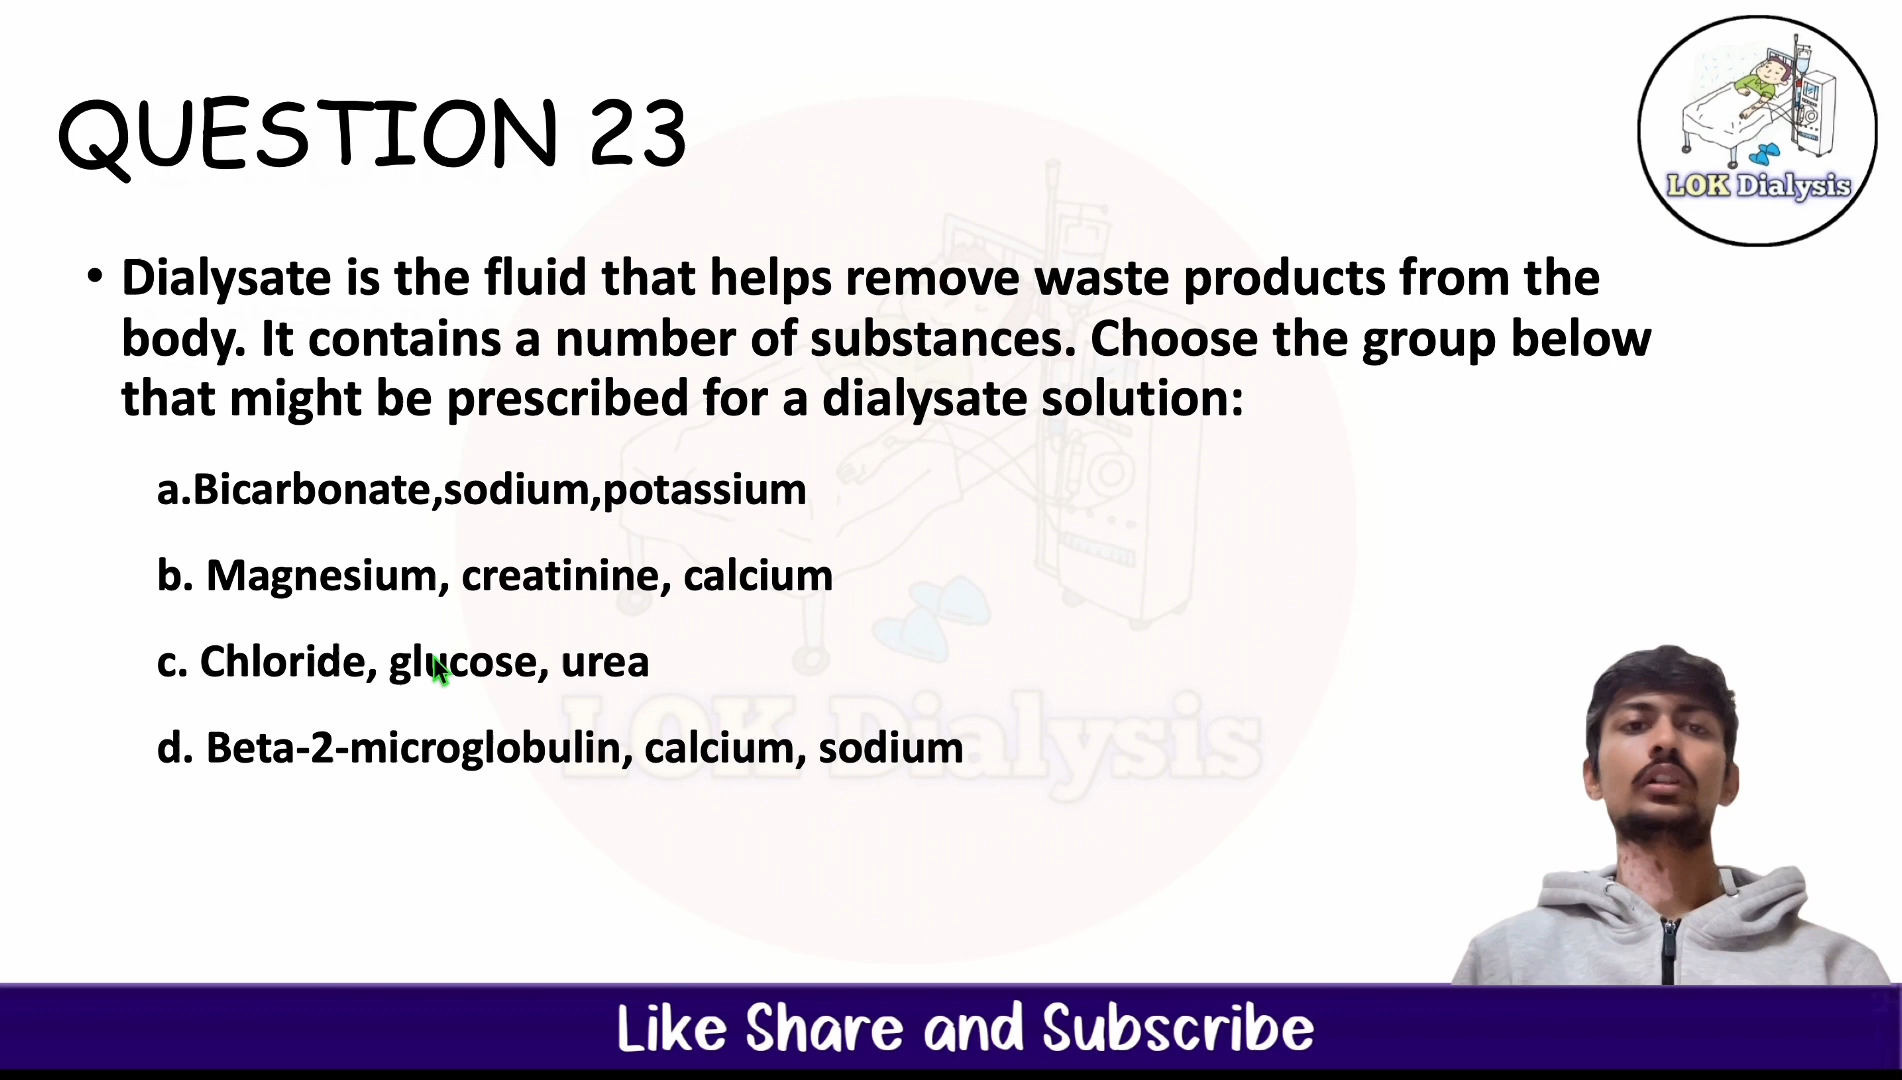 QUESTION 23
LOK Dialysis
• Dialysate is the fluid that helps remove waste products from the
body. It contains a number of substances. Choose the group below
that might be prescribed for a dialysate solution:
a.Bicarbonate,sodium,potassium
b. Magnesium, creatinine, calcium
c. Chloride, glucose, urea
LOK Dialysis
d. Beta-2-microglobulin, calcium, sodium
Like Share and Subscribe